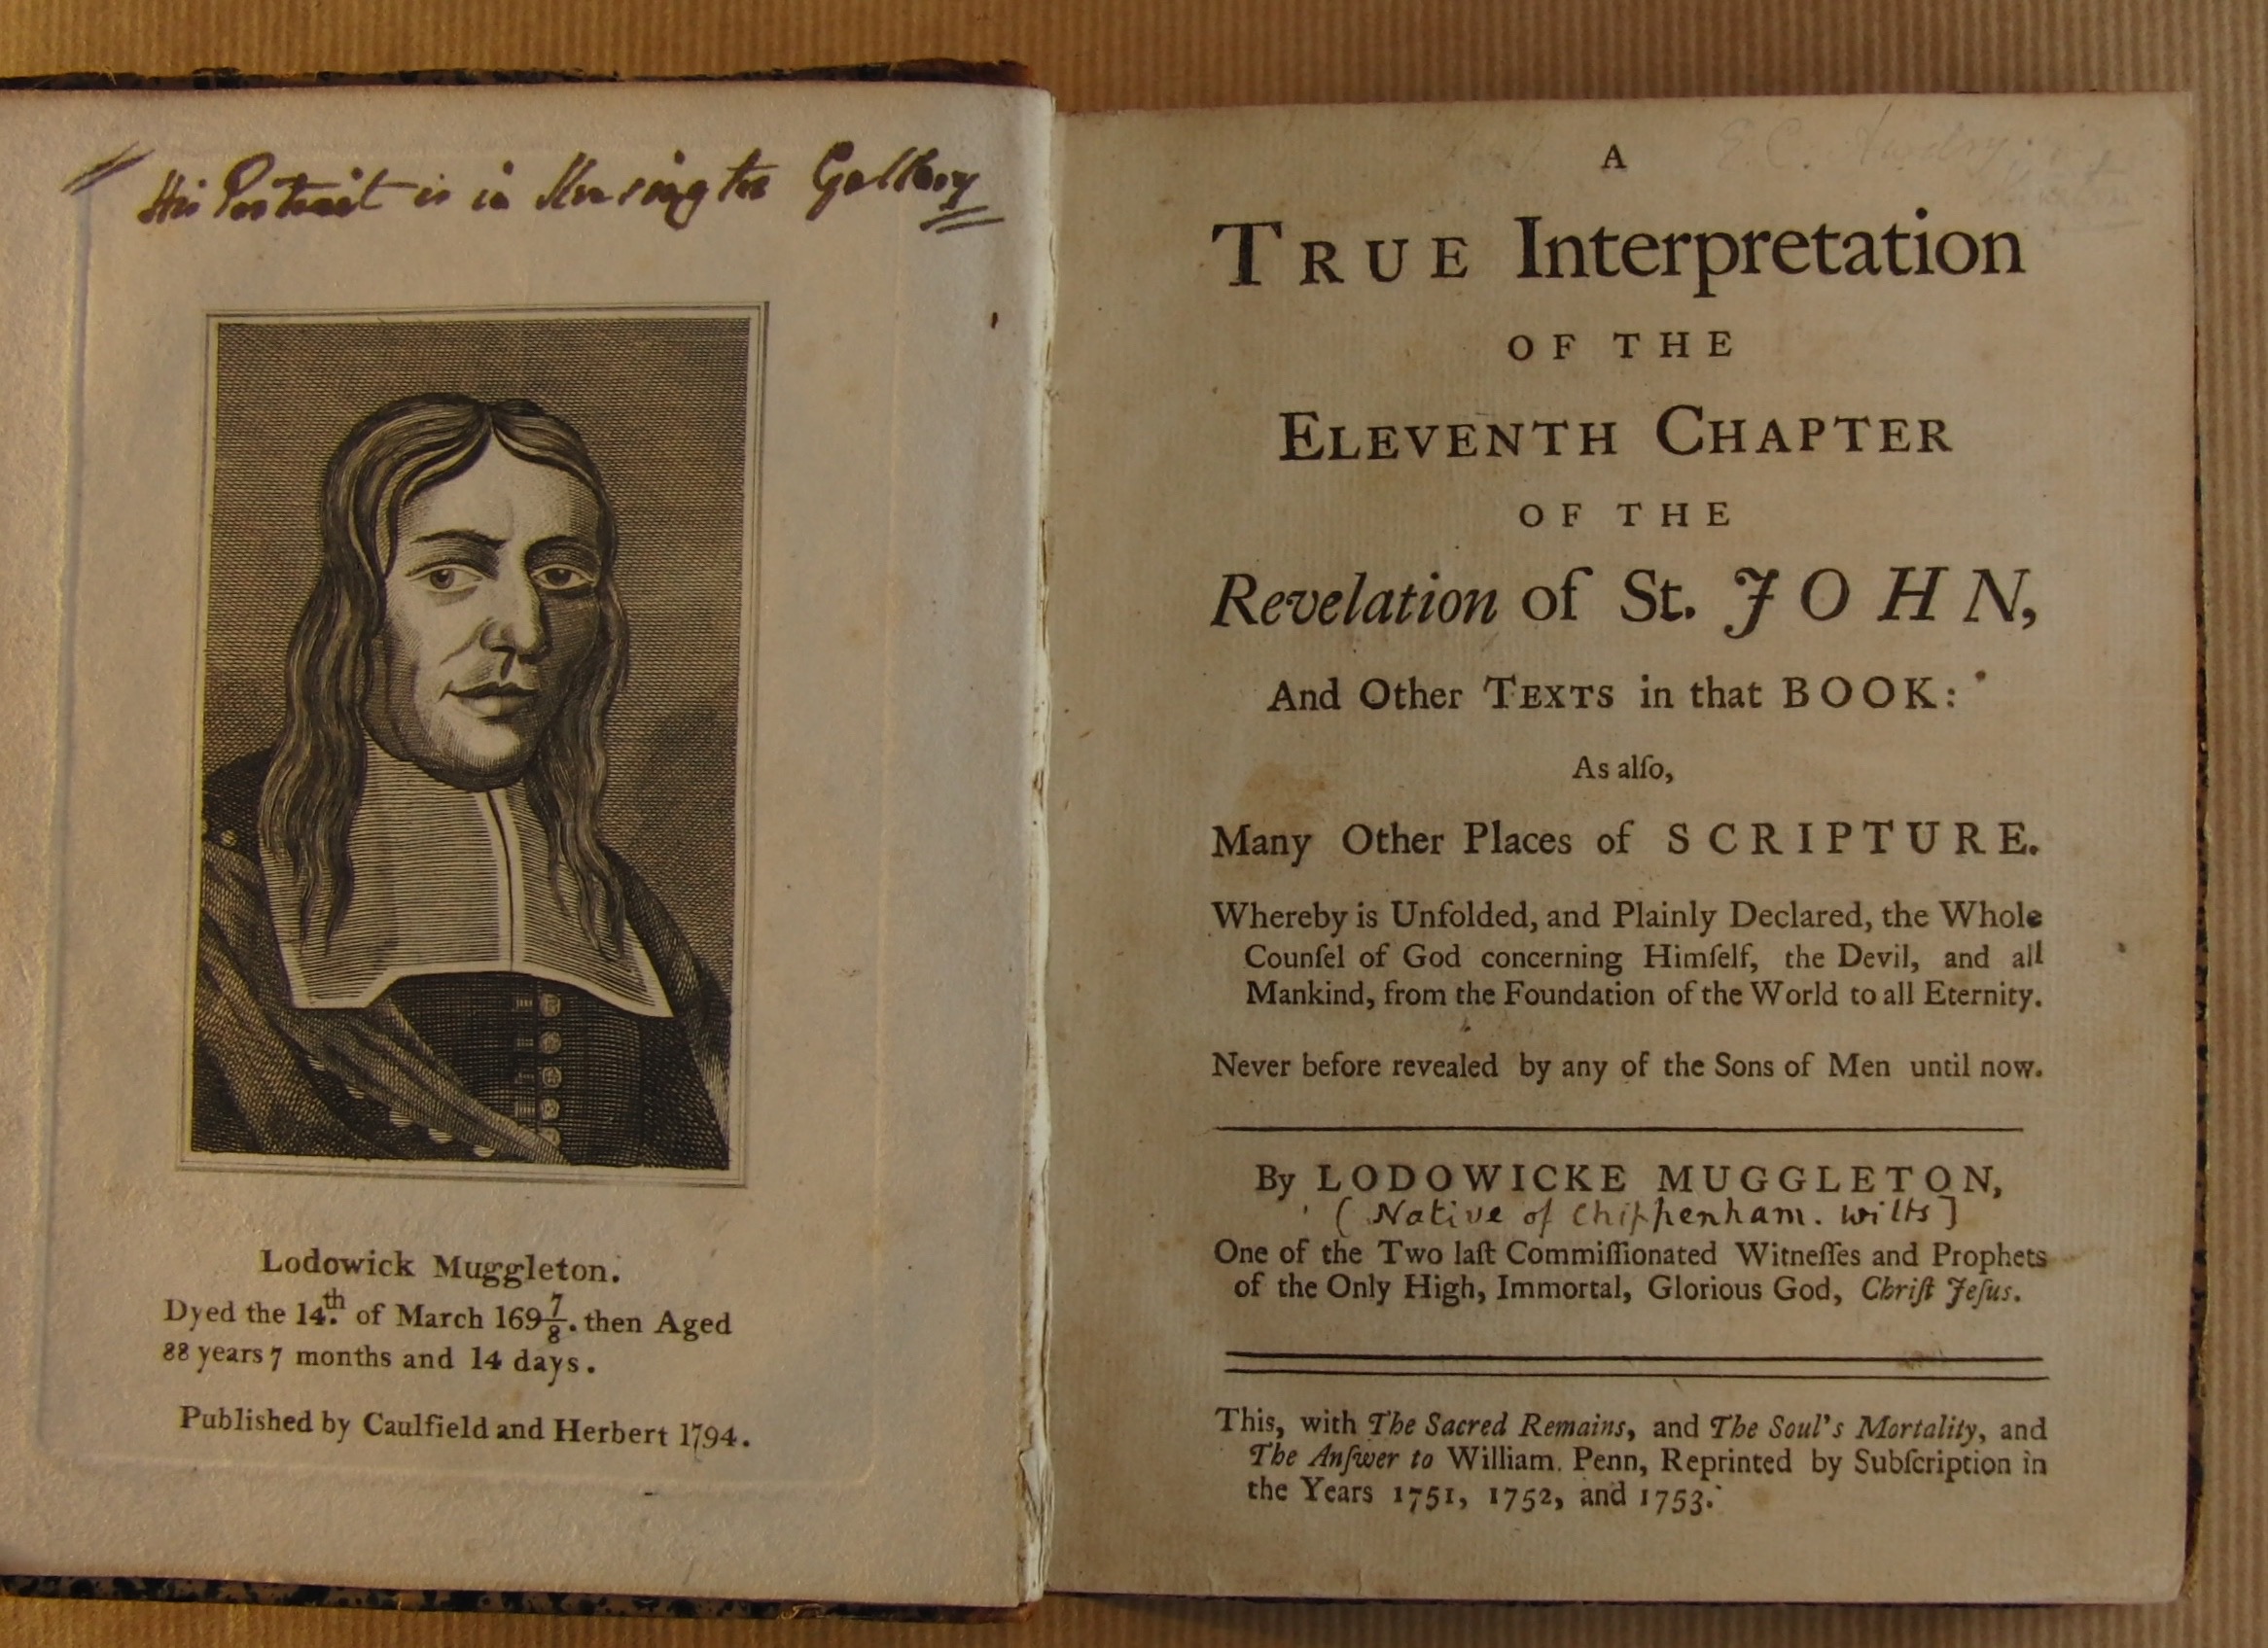 His Portrait is in Kensington Gallery
Lodowick Muggleton.
Dyed the 14.th of March 169 7/8. then Aged
88 years 7 months and 14 days.
Published by Caulfield and Herbert 1794.
A
TRUE Interpretation
OF THE
ELEVENTH CHAPTER
OF THE
Revelation of St. JOHN,
And Other TEXTS in that BOOK:
As alſo,
Many Other Places of SCRIPTURE.
Whereby is Unfolded, and Plainly Declared, the Whole
Counſel of God concerning Himſelf, the Devil, and all
Mankind, from the Foundation of the World to all Eternity.
Never before revealed by any of the Sons of Men until now.
By LODOWICKE MUGGLETON,
(Native of Chippenham. Wilts]
One of the Two laſt Commiſſionated Witneſſes and Prophets
of the Only High, Immortal, Glorious God, Chriſt Jeſus.
This, with The Sacred Remains, and The Soul's Mortality, and
The Anſwer to William. Penn, Reprinted by Subſcription in
the Years 1751, 1752, and 1753.